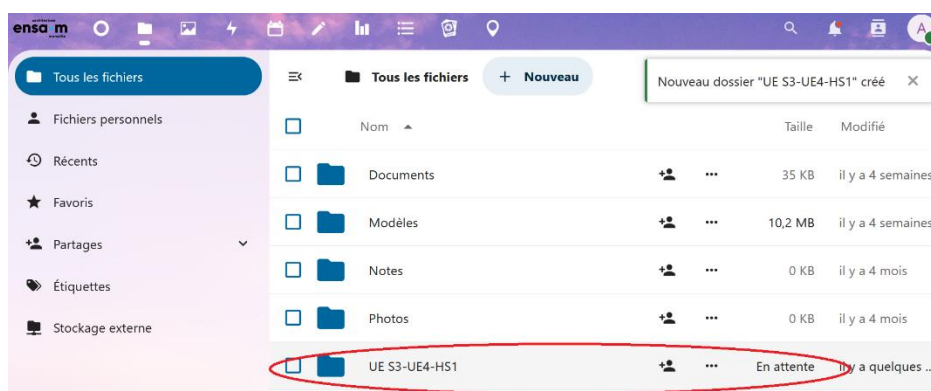 ensa•m
A
Tous les fichiers
Tous les fichiers
+ Nouveau
Nouveau dossier "UE S3-UE4-HS1" créé
Fichiers personnels
Nom
Taille
Modifié
Récents
Documents
35 KB
il y a 4 semaines
Favoris
Modèles
10,2 MB
il y a 4 semaines
Partages
Notes
0 KB
il y a 4 mois
Étiquettes
Photos
0 KB
il y a 4 mois
Stockage externe
UE S3-UE4-HS1
En attente
il y a quelques ...